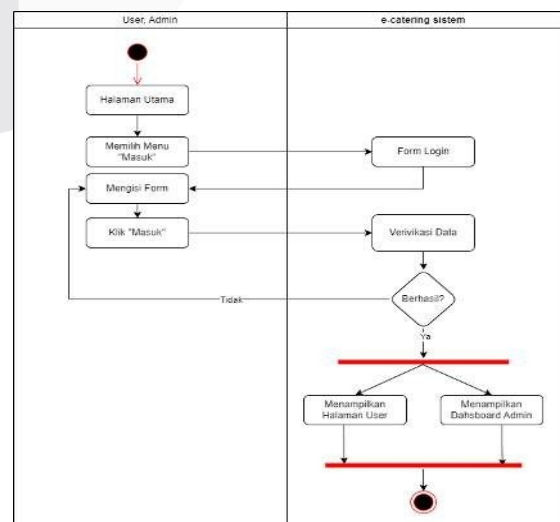 User, Admin
e-catering sistem
Halaman Utama
Memilih Menu
"Masuk"
Form Login
Mengisi Form
Klik "Masuk"
Verivikasi Data
Berhasil?
Tidak
Ya
Menampilkan
Halaman User
Menampilkan
Dahsboard Admin